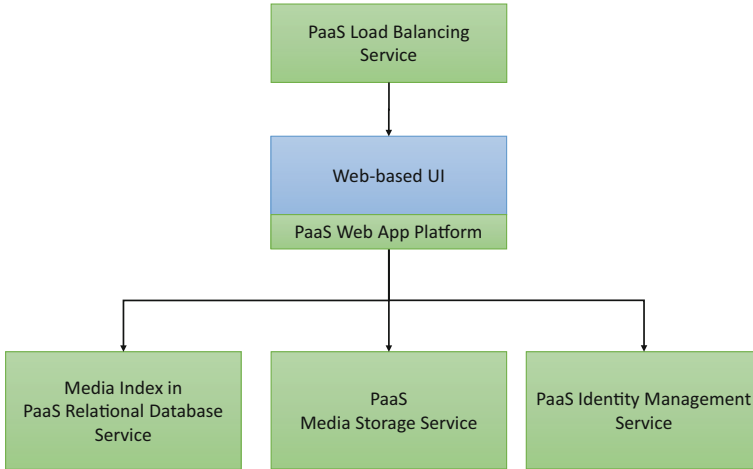 PaaS Load Balancing
Service
Web-based UI
PaaS Web App Platform
Media Index in
PaaS Relational Database
Service
PaaS
Media Storage Service
PaaS Identity Management
Service